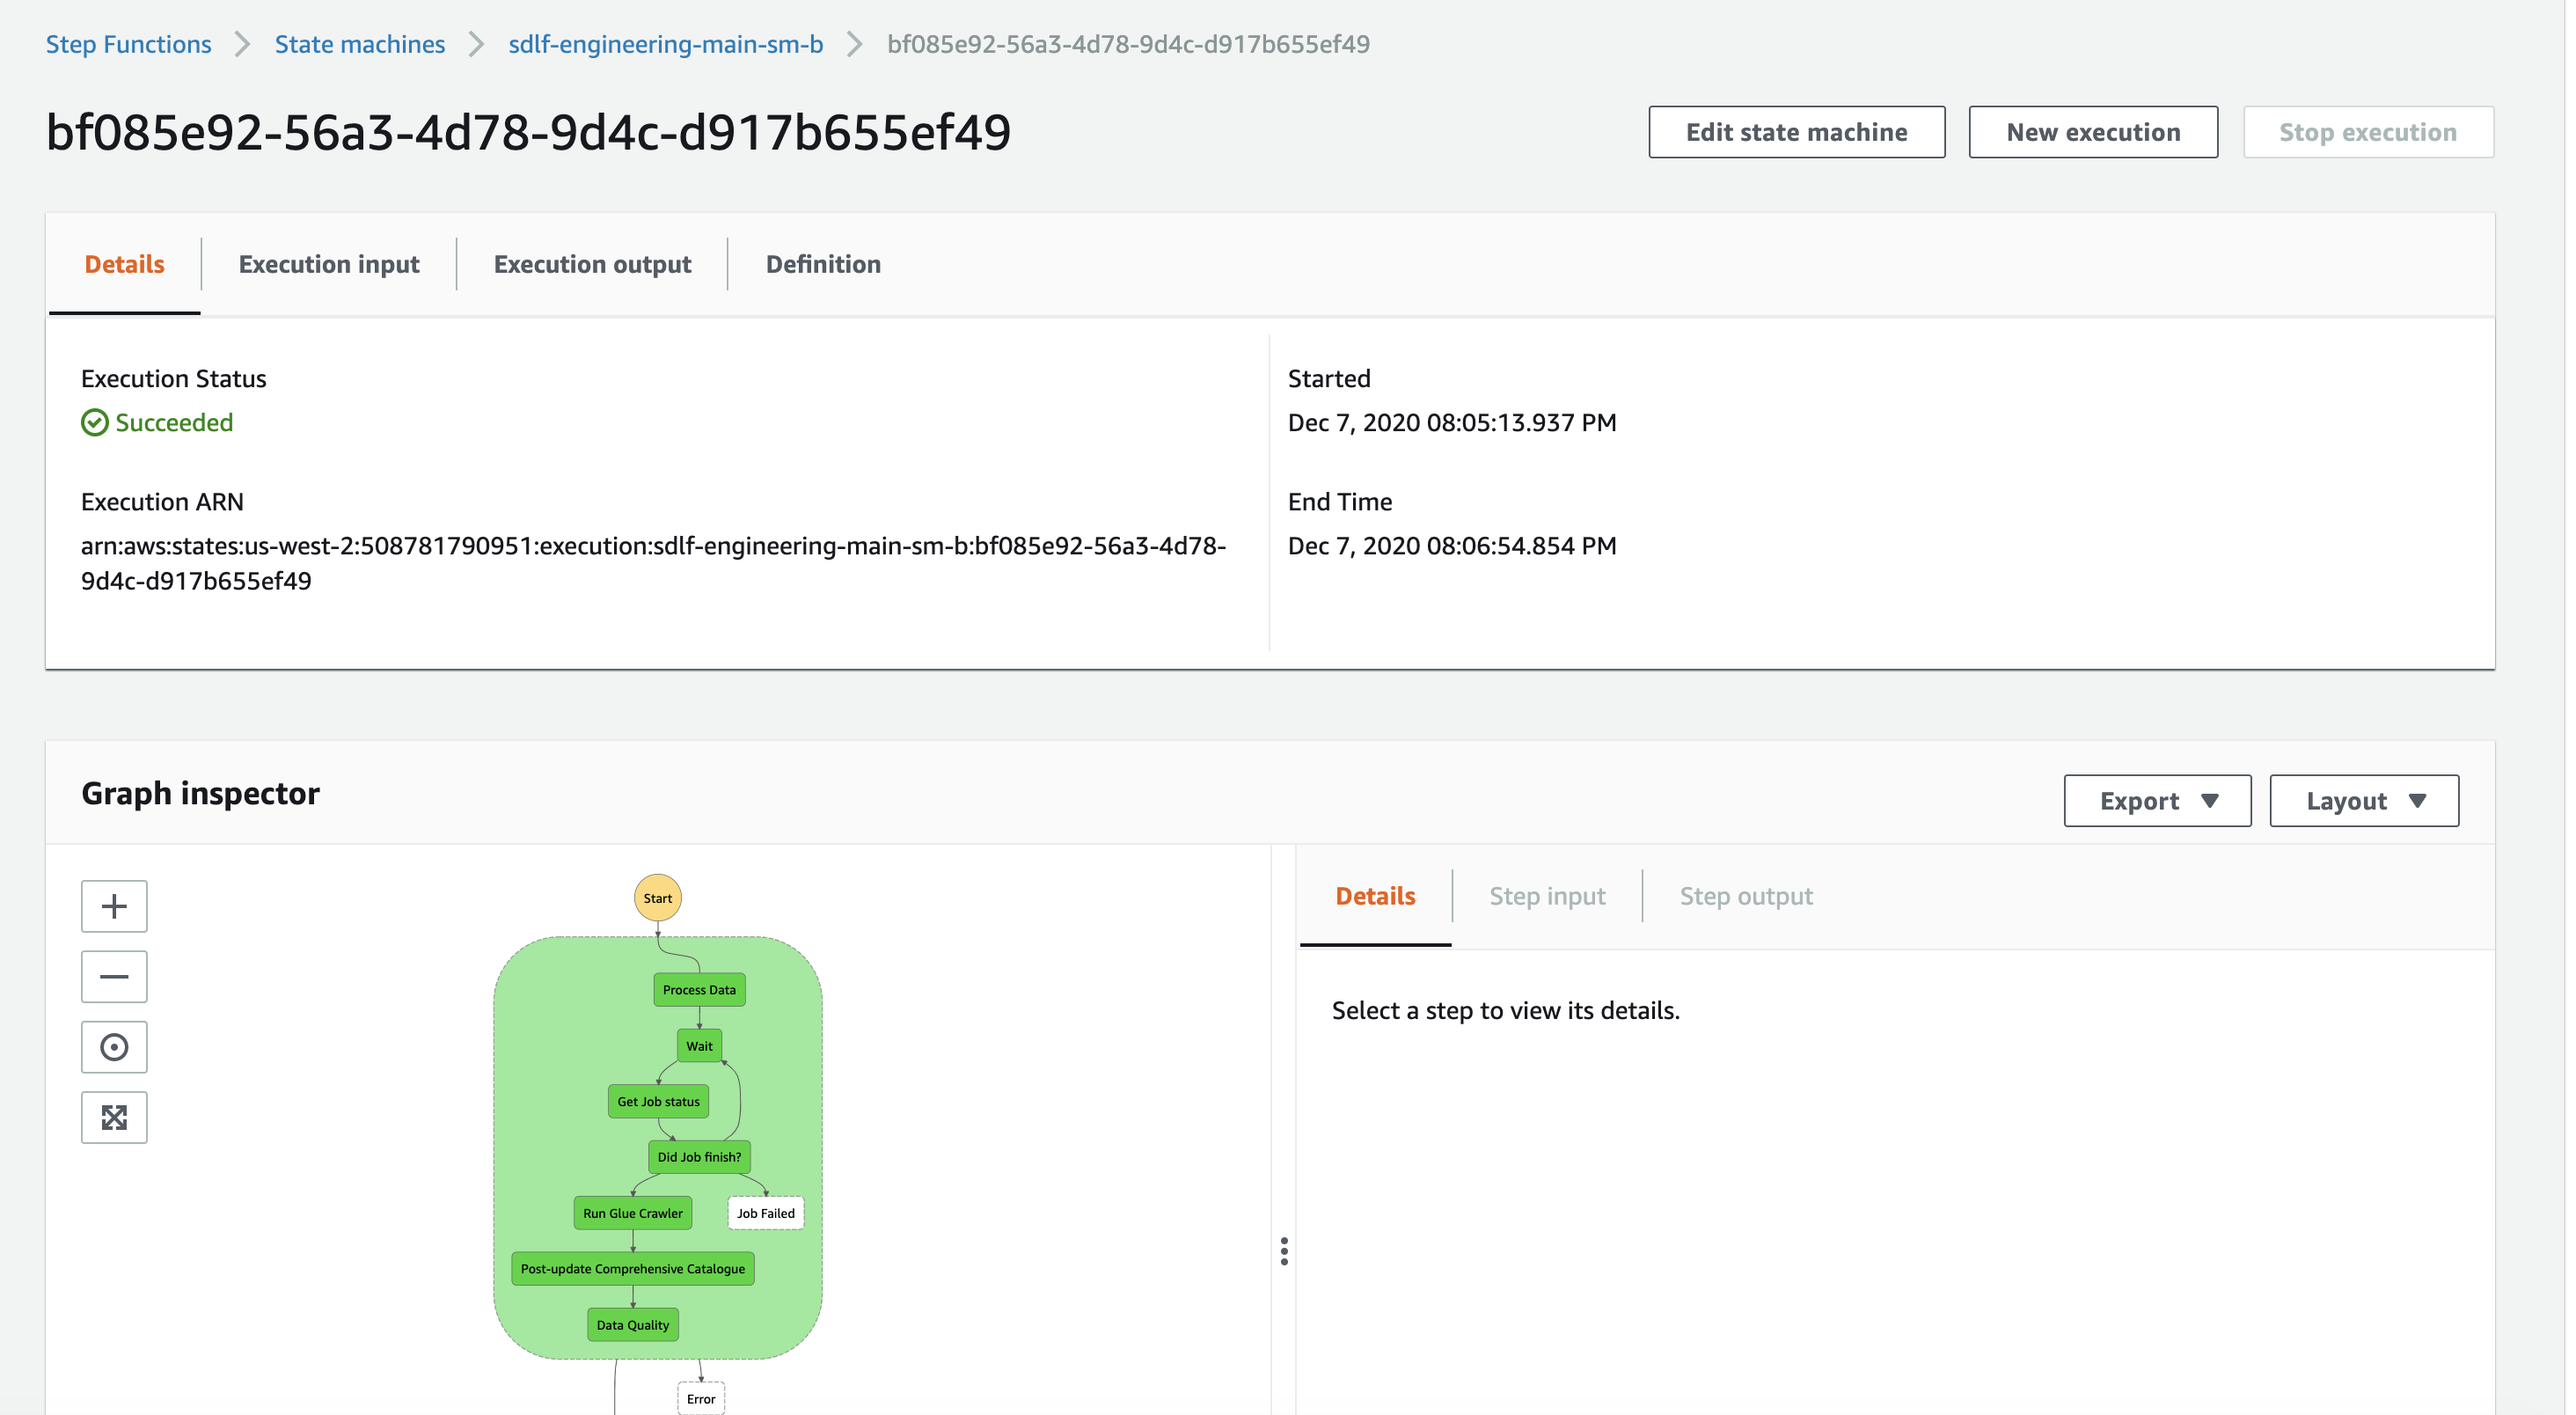 Step Functions State machines sdlf-engineering-main-sm-b bf085e92-56a3-4d78-9d4c-d917b655ef49
bf085e92-56a3-4d78-9d4c-d917b655ef49
Edit state machine
New execution
Stop execution
Details
Execution input
Execution output
Definition
Execution Status
Succeeded
Execution ARN
arn:aws:states:us-west-2:508781790951:execution:sdlf-engineering-main-sm-b:bf085e92-56a3-4d78-
9d4c-d917b655ef49
Started
Dec 7, 2020 08:05:13.937 PM
End Time
Dec 7, 2020 08:06:54.854 PM
Graph inspector
Export
Layout
Start
Process Data
Wait
Get Job status
Did Job finish?
Run Glue Crawler
Job Failed
Post-update Comprehensive Catalogue
Data Quality
Error
Details
Step input
Step output
Select a step to view its details.